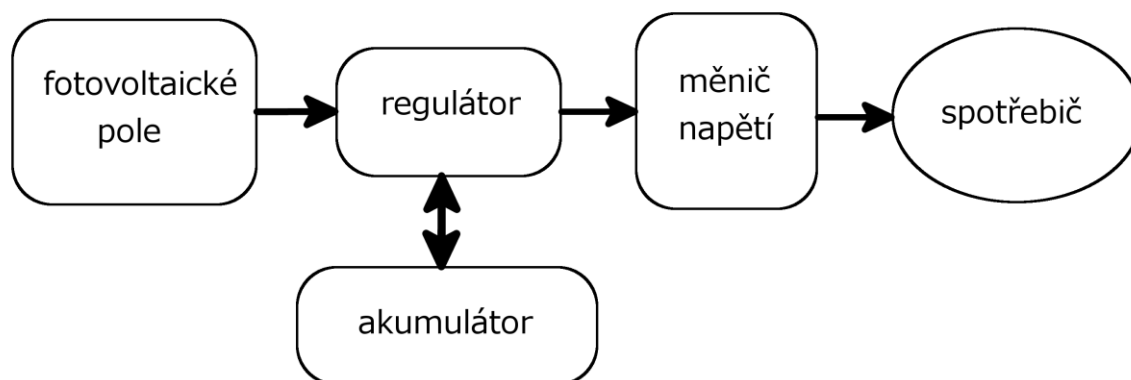 fotovoltaické
pole
regulátor
měnič
napětí
spotřebič
akumulátor